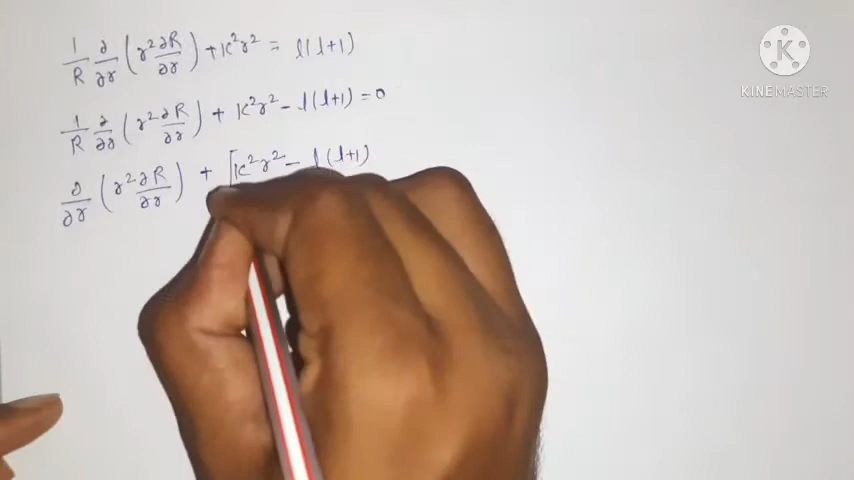 1/R ∂/∂r (r² ∂R/∂r) + k²r² = l(l+1)
1/R ∂/∂r (r² ∂R/∂r) + k²r² - l(l+1) = 0
∂/∂r (r² ∂R/∂r) + [k²r² - l(l+1)
KINEMASTER